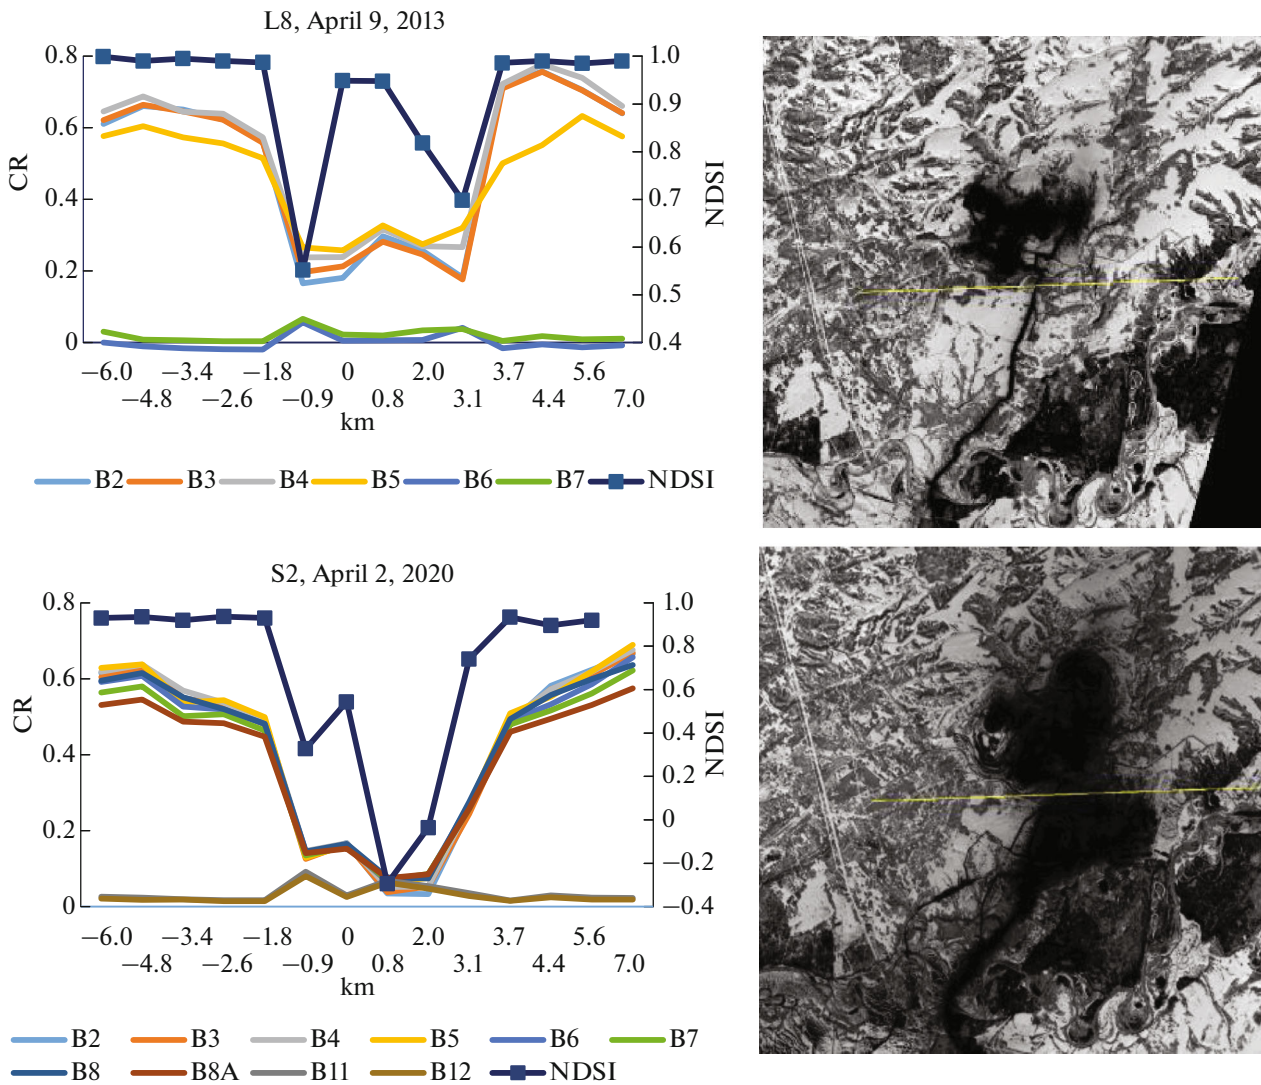 L8, April 9, 2013
0.8
0.6
0.4
0.2
0
CR
1.0
0.9
0.8
0.7
0.6
0.5
0.4
NDSI
−6.0 −3.4 −1.8 0 2.0 3.7 5.6
−4.8 −2.6 −0.9 0.8 3.1 4.4 7.0
km
B2 B3 B4 B5 B6 B7 NDSI
S2, April 2, 2020
0.8
0.6
0.4
0.2
0
CR
1.0
0.8
0.6
0.4
0.2
0
−0.2
−0.4
NDSI
−6.0 −3.4 −1.8 0 2.0 3.7 5.6
−4.8 −2.6 −0.9 0.8 3.1 4.4 7.0
km
B2 B3 B4 B5 B6 B7
B8 B8A B11 B12 NDSI